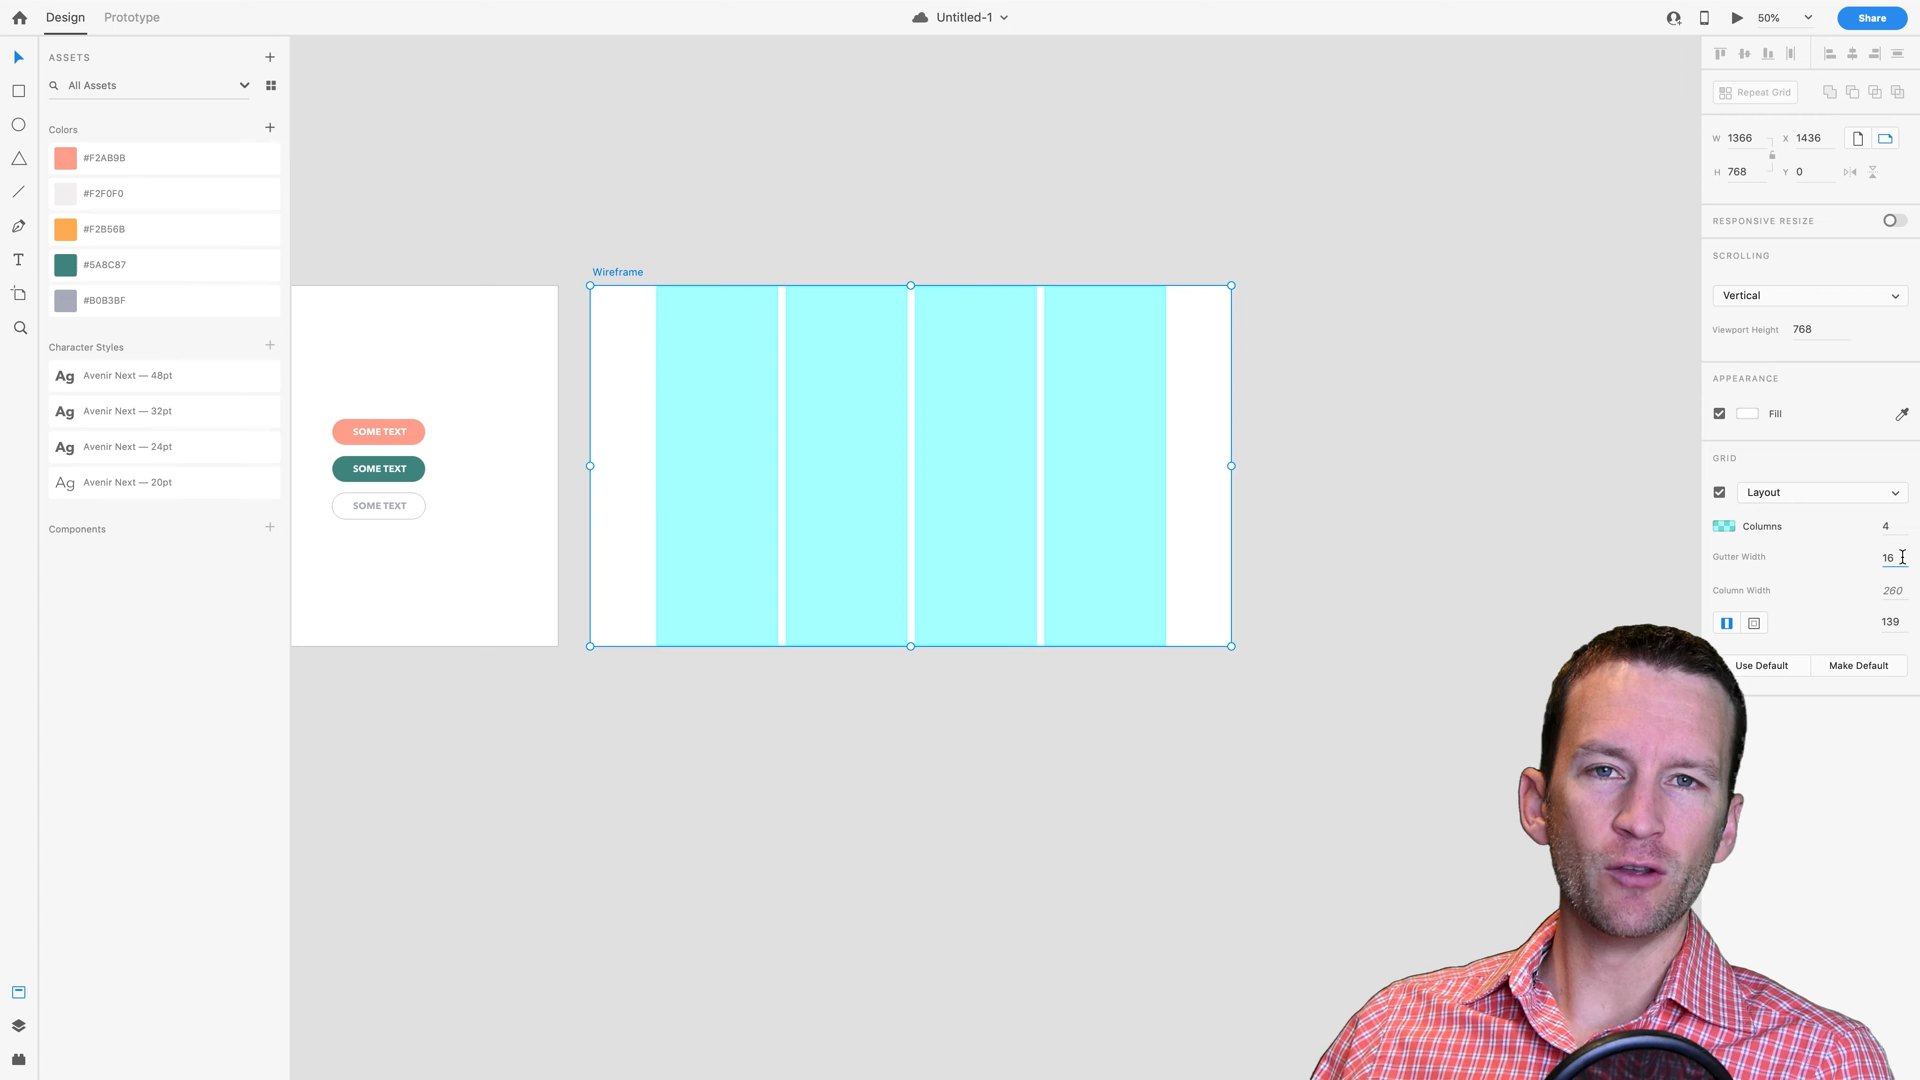 Design
Prototype
Untitled-1
50%
Share
ASSETS
All Assets
Colors
#F2AB9B
#F2F0F0
#F2B56B
#5A8C87
#B0B3BF
Character Styles
Ag Avenir Next — 48pt
Ag Avenir Next — 32pt
Ag Avenir Next — 24pt
Ag Avenir Next — 20pt
Components
SOME TEXT
SOME TEXT
SOME TEXT
Wireframe
Repeat Grid
W 1366 X 1436
H 768 Y 0
RESPONSIVE RESIZE
SCROLLING
Vertical
Viewport Height 768
APPEARANCE
Fill
GRID
Layout
Columns 4
Gutter Width 16
Column Width 260
139
Use Default Make Default